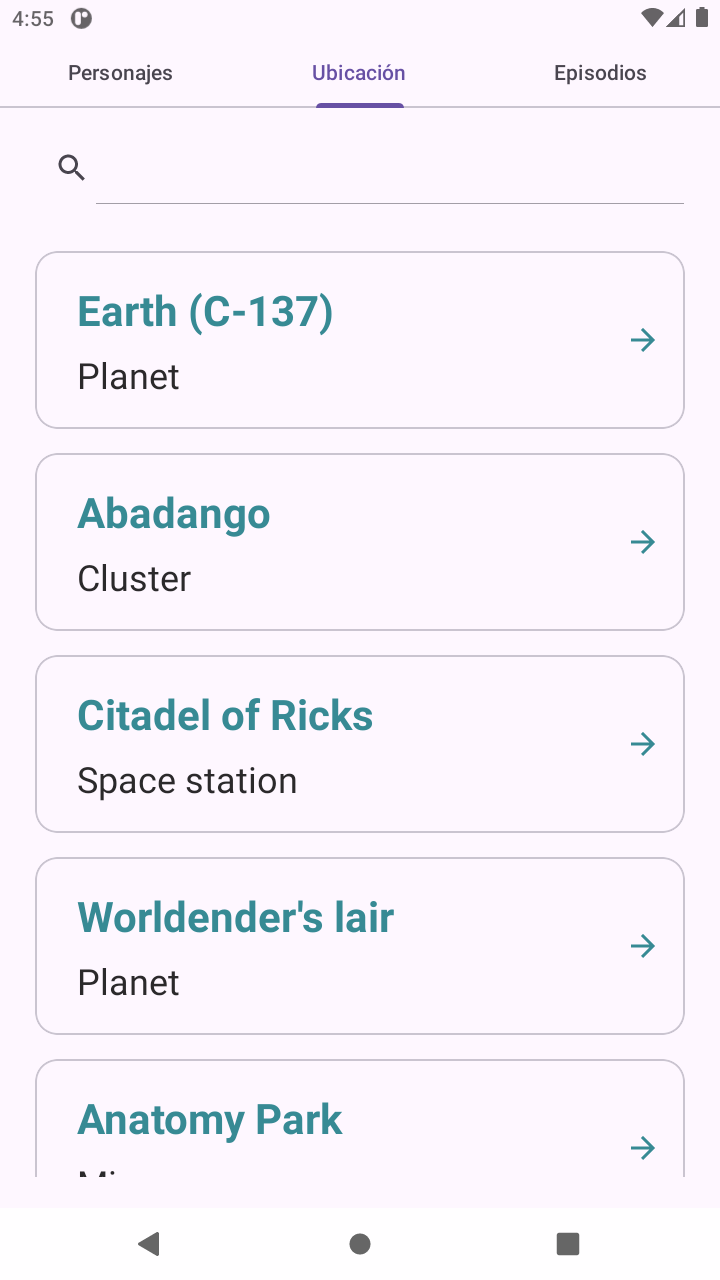 4:55
Personajes
Ubicación
Episodios
Earth (C-137)
Planet
Abadango
Cluster
Citadel of Ricks
Space station
Worldender's lair
Planet
Anatomy Park